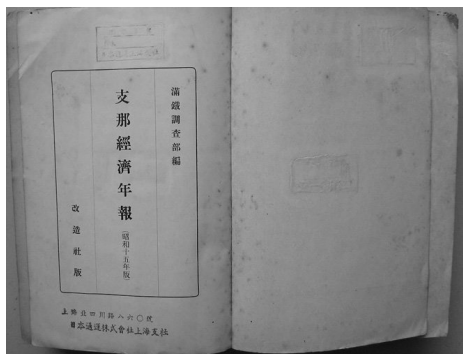 滿鐵調査部編
支那經濟年報(昭和十五年版)
改造社版
上海北四川路八六〇號
日本通運株式會社上海支社